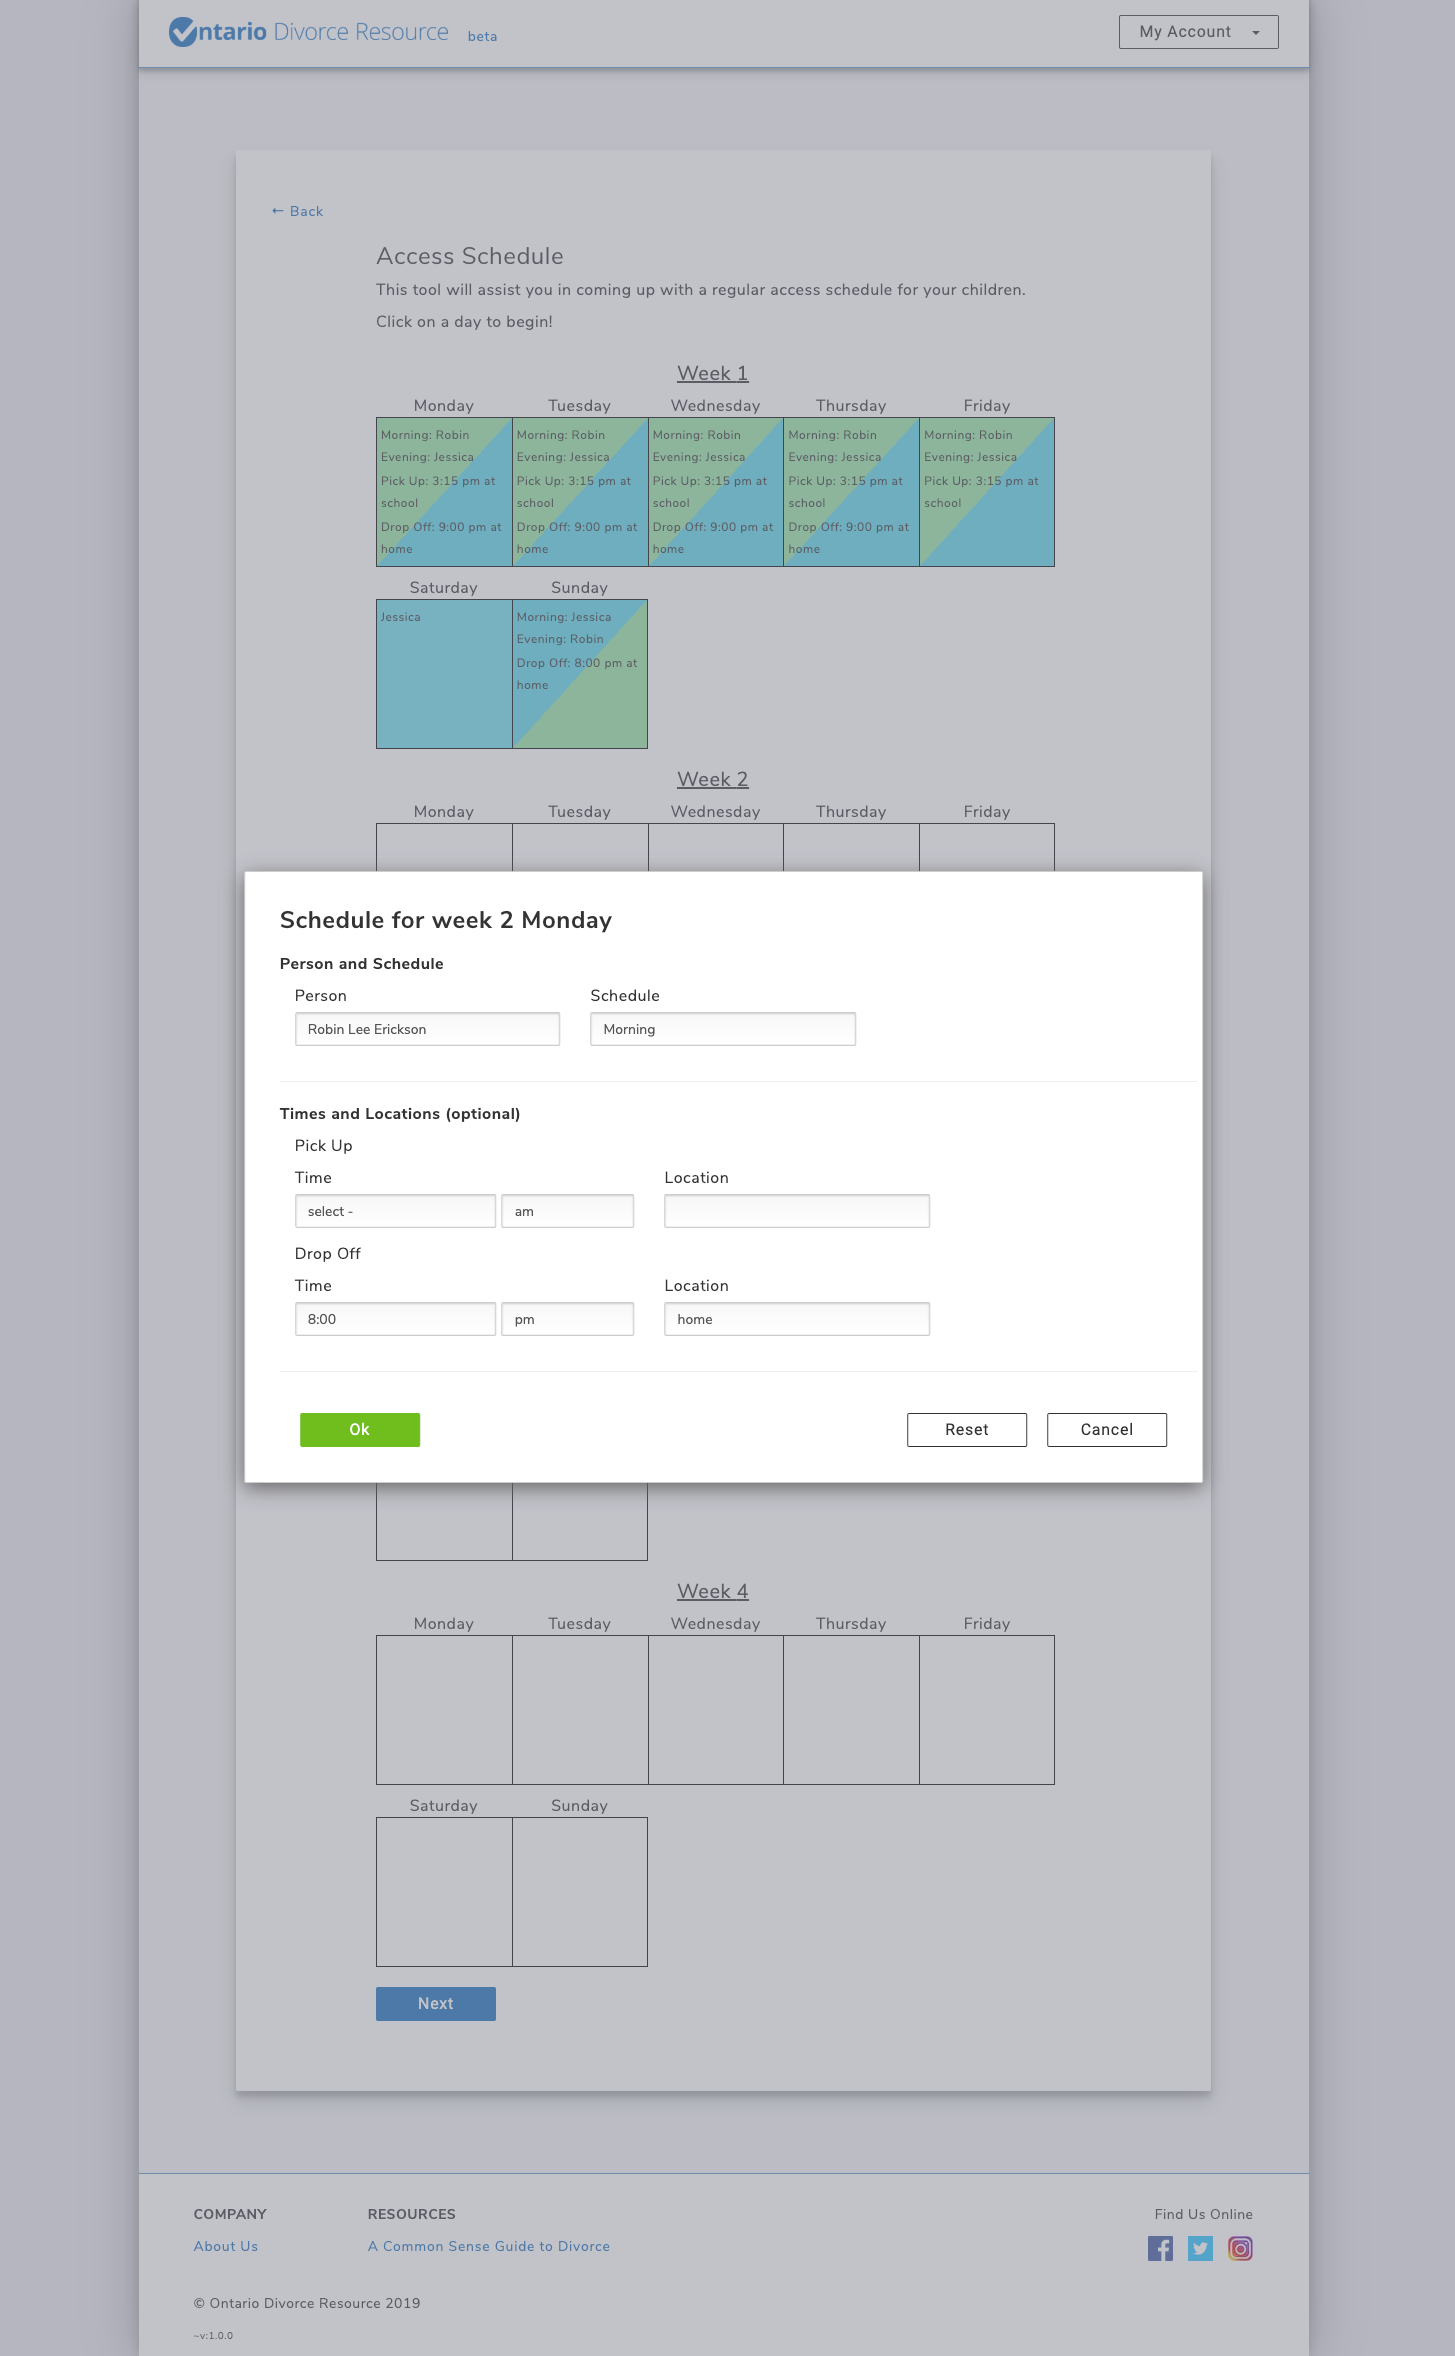 Ontario Divorce Resource beta
My Account
← Back
Access Schedule
This tool will assist you in coming up with a regular access schedule for your children.
Click on a day to begin!
Week 1
Monday Tuesday Wednesday Thursday Friday
Morning: Robin
Evening: Jessica
Pick Up: 3:15 pm at
school
Drop Off: 9:00 pm at
home
Morning: Robin
Evening: Jessica
Pick Up: 3:15 pm at
school
Drop Off: 9:00 pm at
home
Morning: Robin
Evening: Jessica
Pick Up: 3:15 pm at
school
Drop Off: 9:00 pm at
home
Morning: Robin
Evening: Jessica
Pick Up: 3:15 pm at
school
Drop Off: 9:00 pm at
home
Morning: Robin
Evening: Jessica
Pick Up: 3:15 pm at
school
Saturday Sunday
Jessica
Morning: Jessica
Evening: Robin
Drop Off: 8:00 pm at
home
Week 2
Monday Tuesday Wednesday Thursday Friday
Schedule for week 2 Monday
Person and Schedule
Person Schedule
Robin Lee Erickson Morning
Times and Locations (optional)
Pick Up
Time Location
select - am
Drop Off
Time Location
8:00 pm home
Ok Reset Cancel
Week 4
Monday Tuesday Wednesday Thursday Friday
Saturday Sunday
Next
COMPANY RESOURCES Find Us Online
About Us A Common Sense Guide to Divorce
© Ontario Divorce Resource 2019
~v:1.0.0